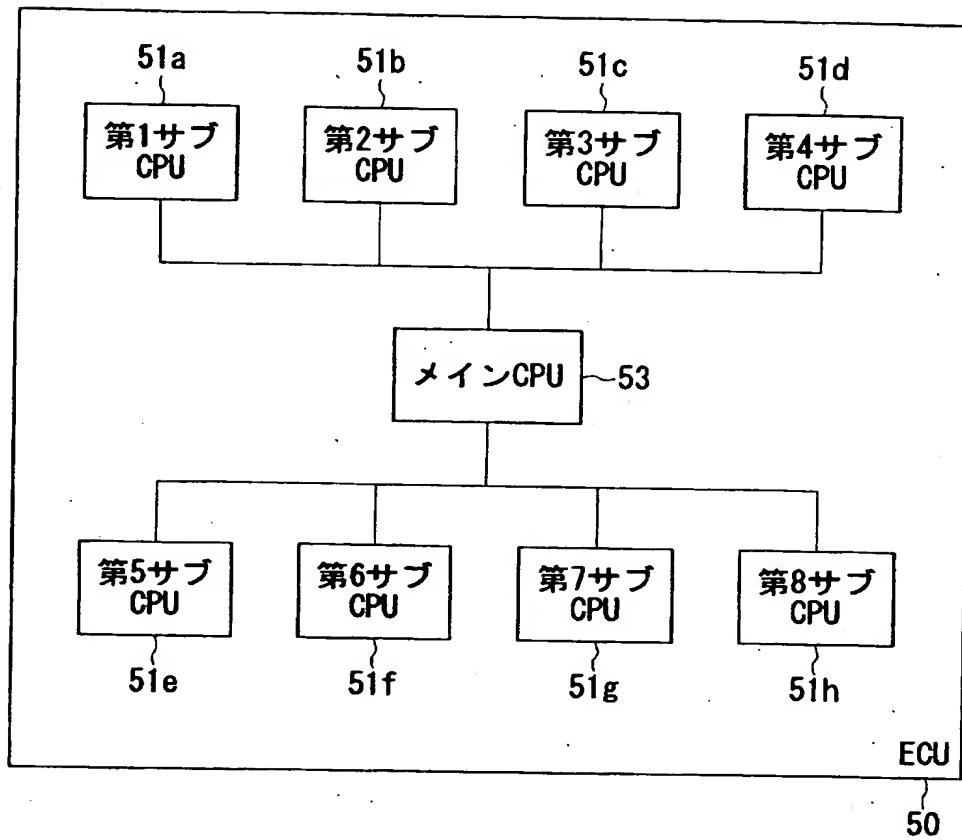 51a
51b
51c
51d
第1サブ
CPU
第2サブ
CPU
第3サブ
CPU
第4サブ
CPU
メインCPU
53
第5サブ
CPU
第6サブ
CPU
第7サブ
CPU
第8サブ
CPU
51e
51f
51g
51h
ECU
50